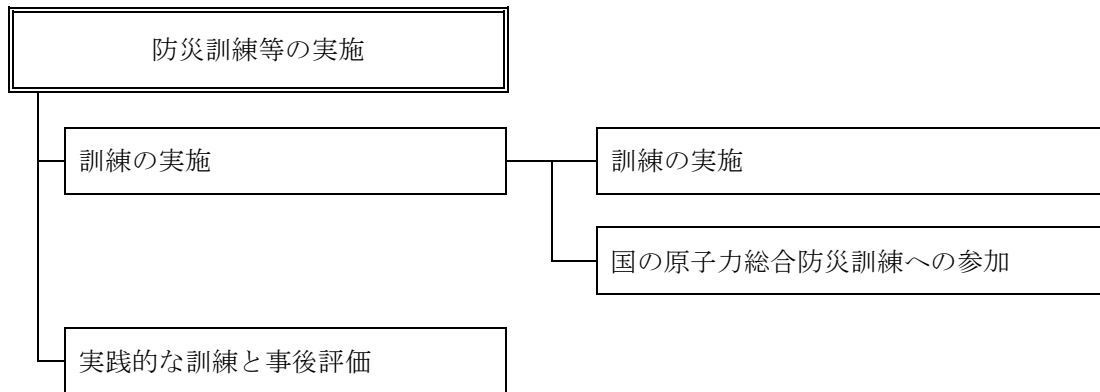 防災訓練等の実施
訓練の実施
訓練の実施
国の原子力総合防災訓練への参加
実践的な訓練と事後評価